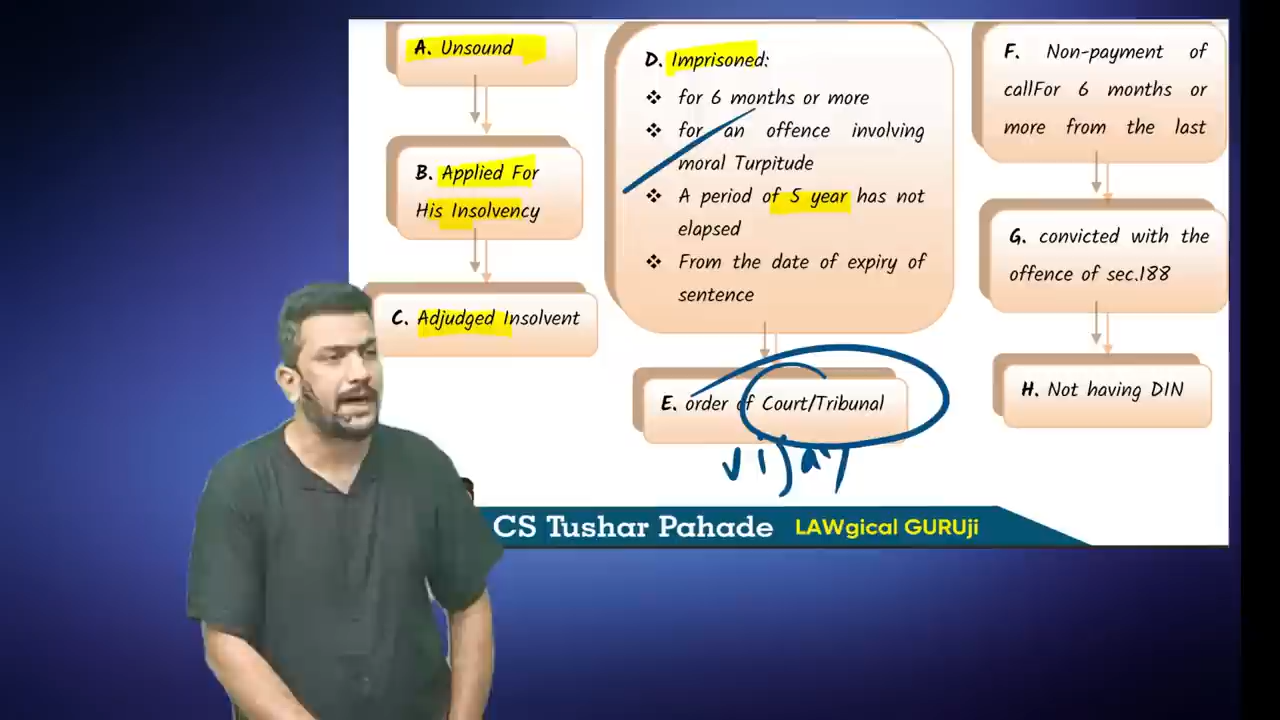 A. Unsound
B. Applied For
His Insolvency
C. Adjudged Insolvent
D. Imprisoned:
❖ for 6 months or more
❖ for an offence involving
moral Turpitude
❖ A period of 5 year has not
elapsed
❖ From the date of expiry of
sentence
E. order of Court/Tribunal
vijay
F. Non-payment of
callFor 6 months or
more from the last
G. convicted with the
offence of sec.188
H. Not having DIN
CS Tushar Pahade LAWgical GURUji